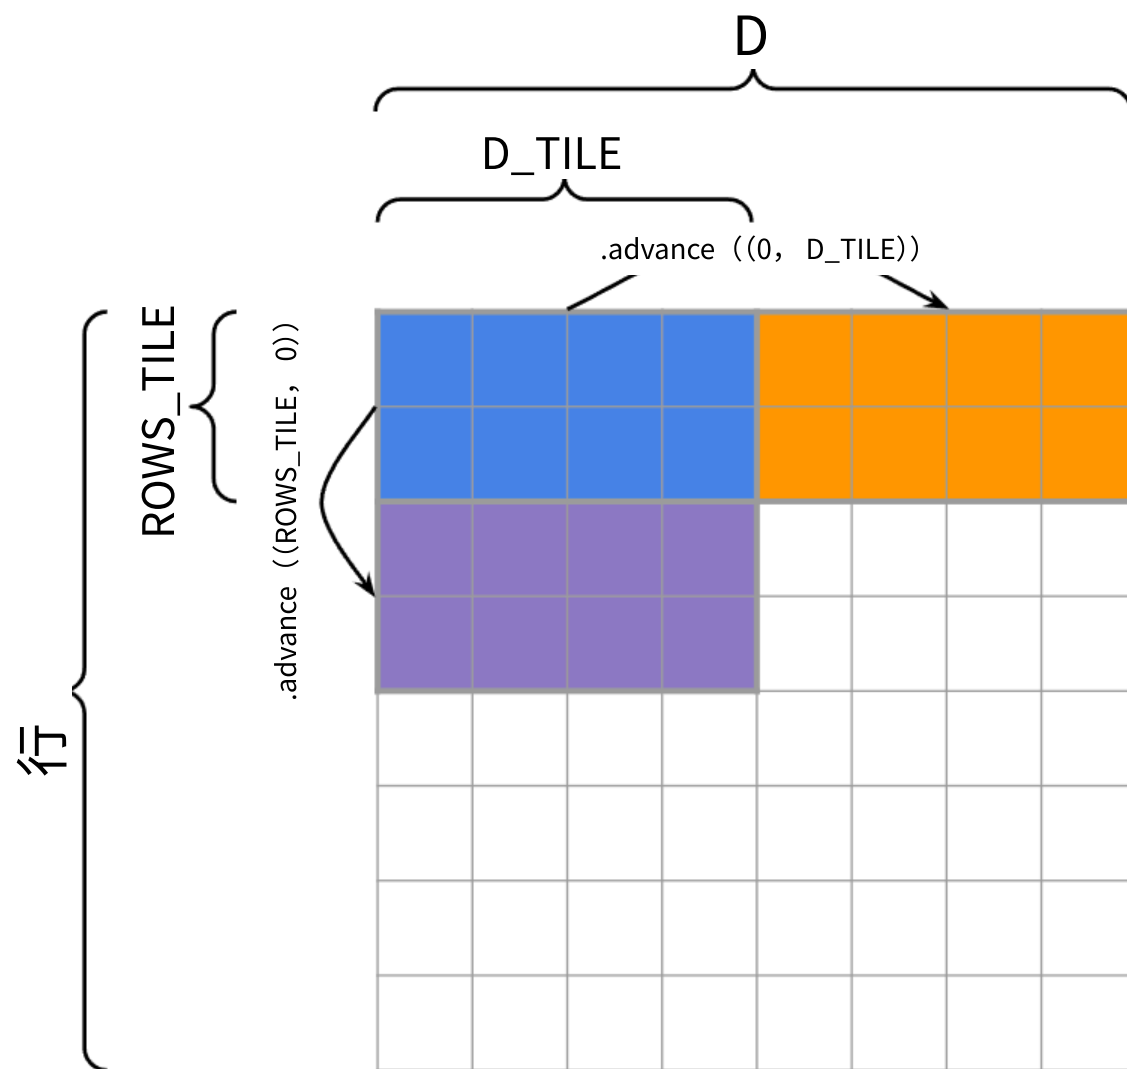 D
D_TILE
.advance（（0， D_TILE））
ROWS_TILE
.advance（（ROWS_TILE，0））
行